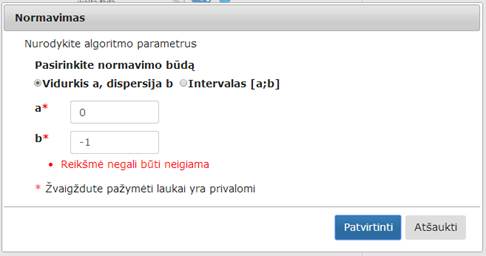 Normavimas
Nurodykite algoritmo parametrus
Pasirinkite normavimo būdą
Vidurkis a, dispersija b Intervalas [a;b]
a* 0
b* -1
• Reikšmė negali būti neigiama
* Žvaigždute pažymėti laukai yra privalomi
Patvirtinti Atšaukti